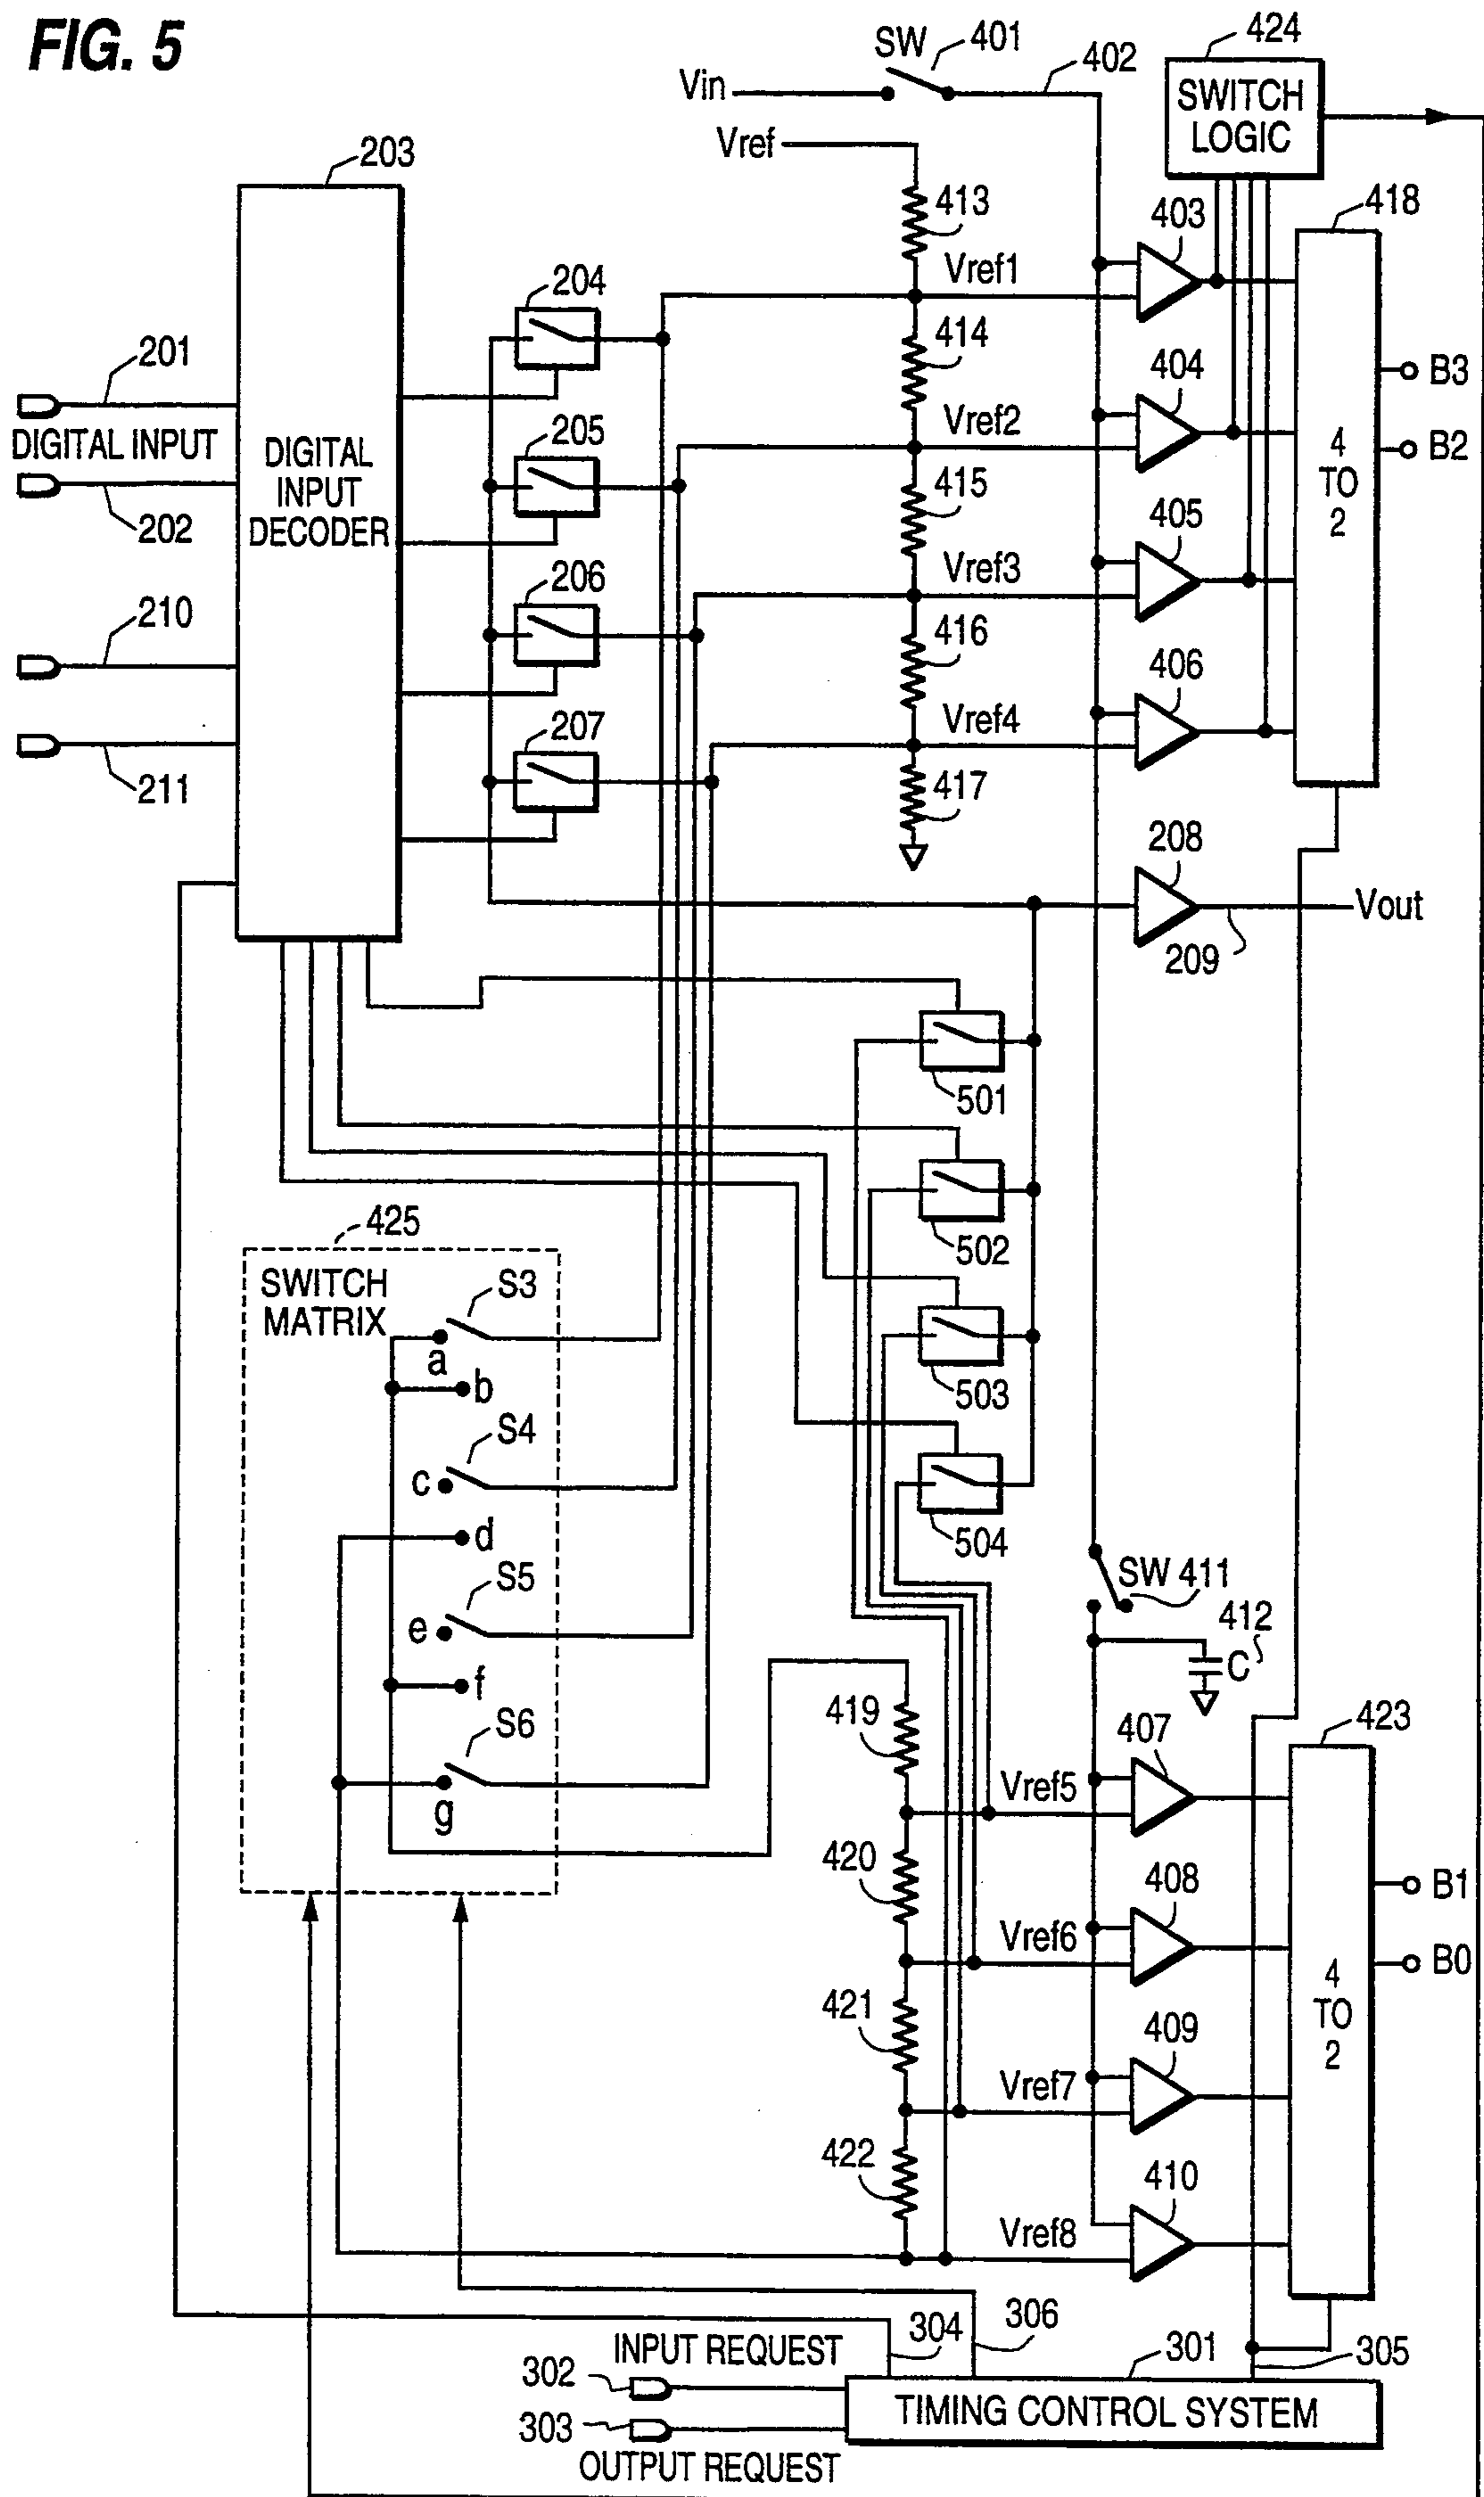 FIG. 5
SW
401
402
424
Vin
SWITCH
LOGIC
Vref
203
413
403
418
Vref1
204
414
404
201
B3
DIGITAL INPUT
DIGITAL
INPUT
DECODER
205
Vref2
4
TO
2
B2
415
405
202
206
Vref3
210
416
406
207
Vref4
211
417
208
Vout
209
501
425
502
SWITCH
MATRIX
S3
a
b
503
S4
c
d
504
S5
SW 411
e
412
C
f
419
407
423
S6
Vref5
g
420
408
B1
Vref6
4
TO
2
B0
421
409
Vref7
422
410
Vref8
304
306
INPUT REQUEST
301
305
302
TIMING CONTROL SYSTEM
303
OUTPUT REQUEST